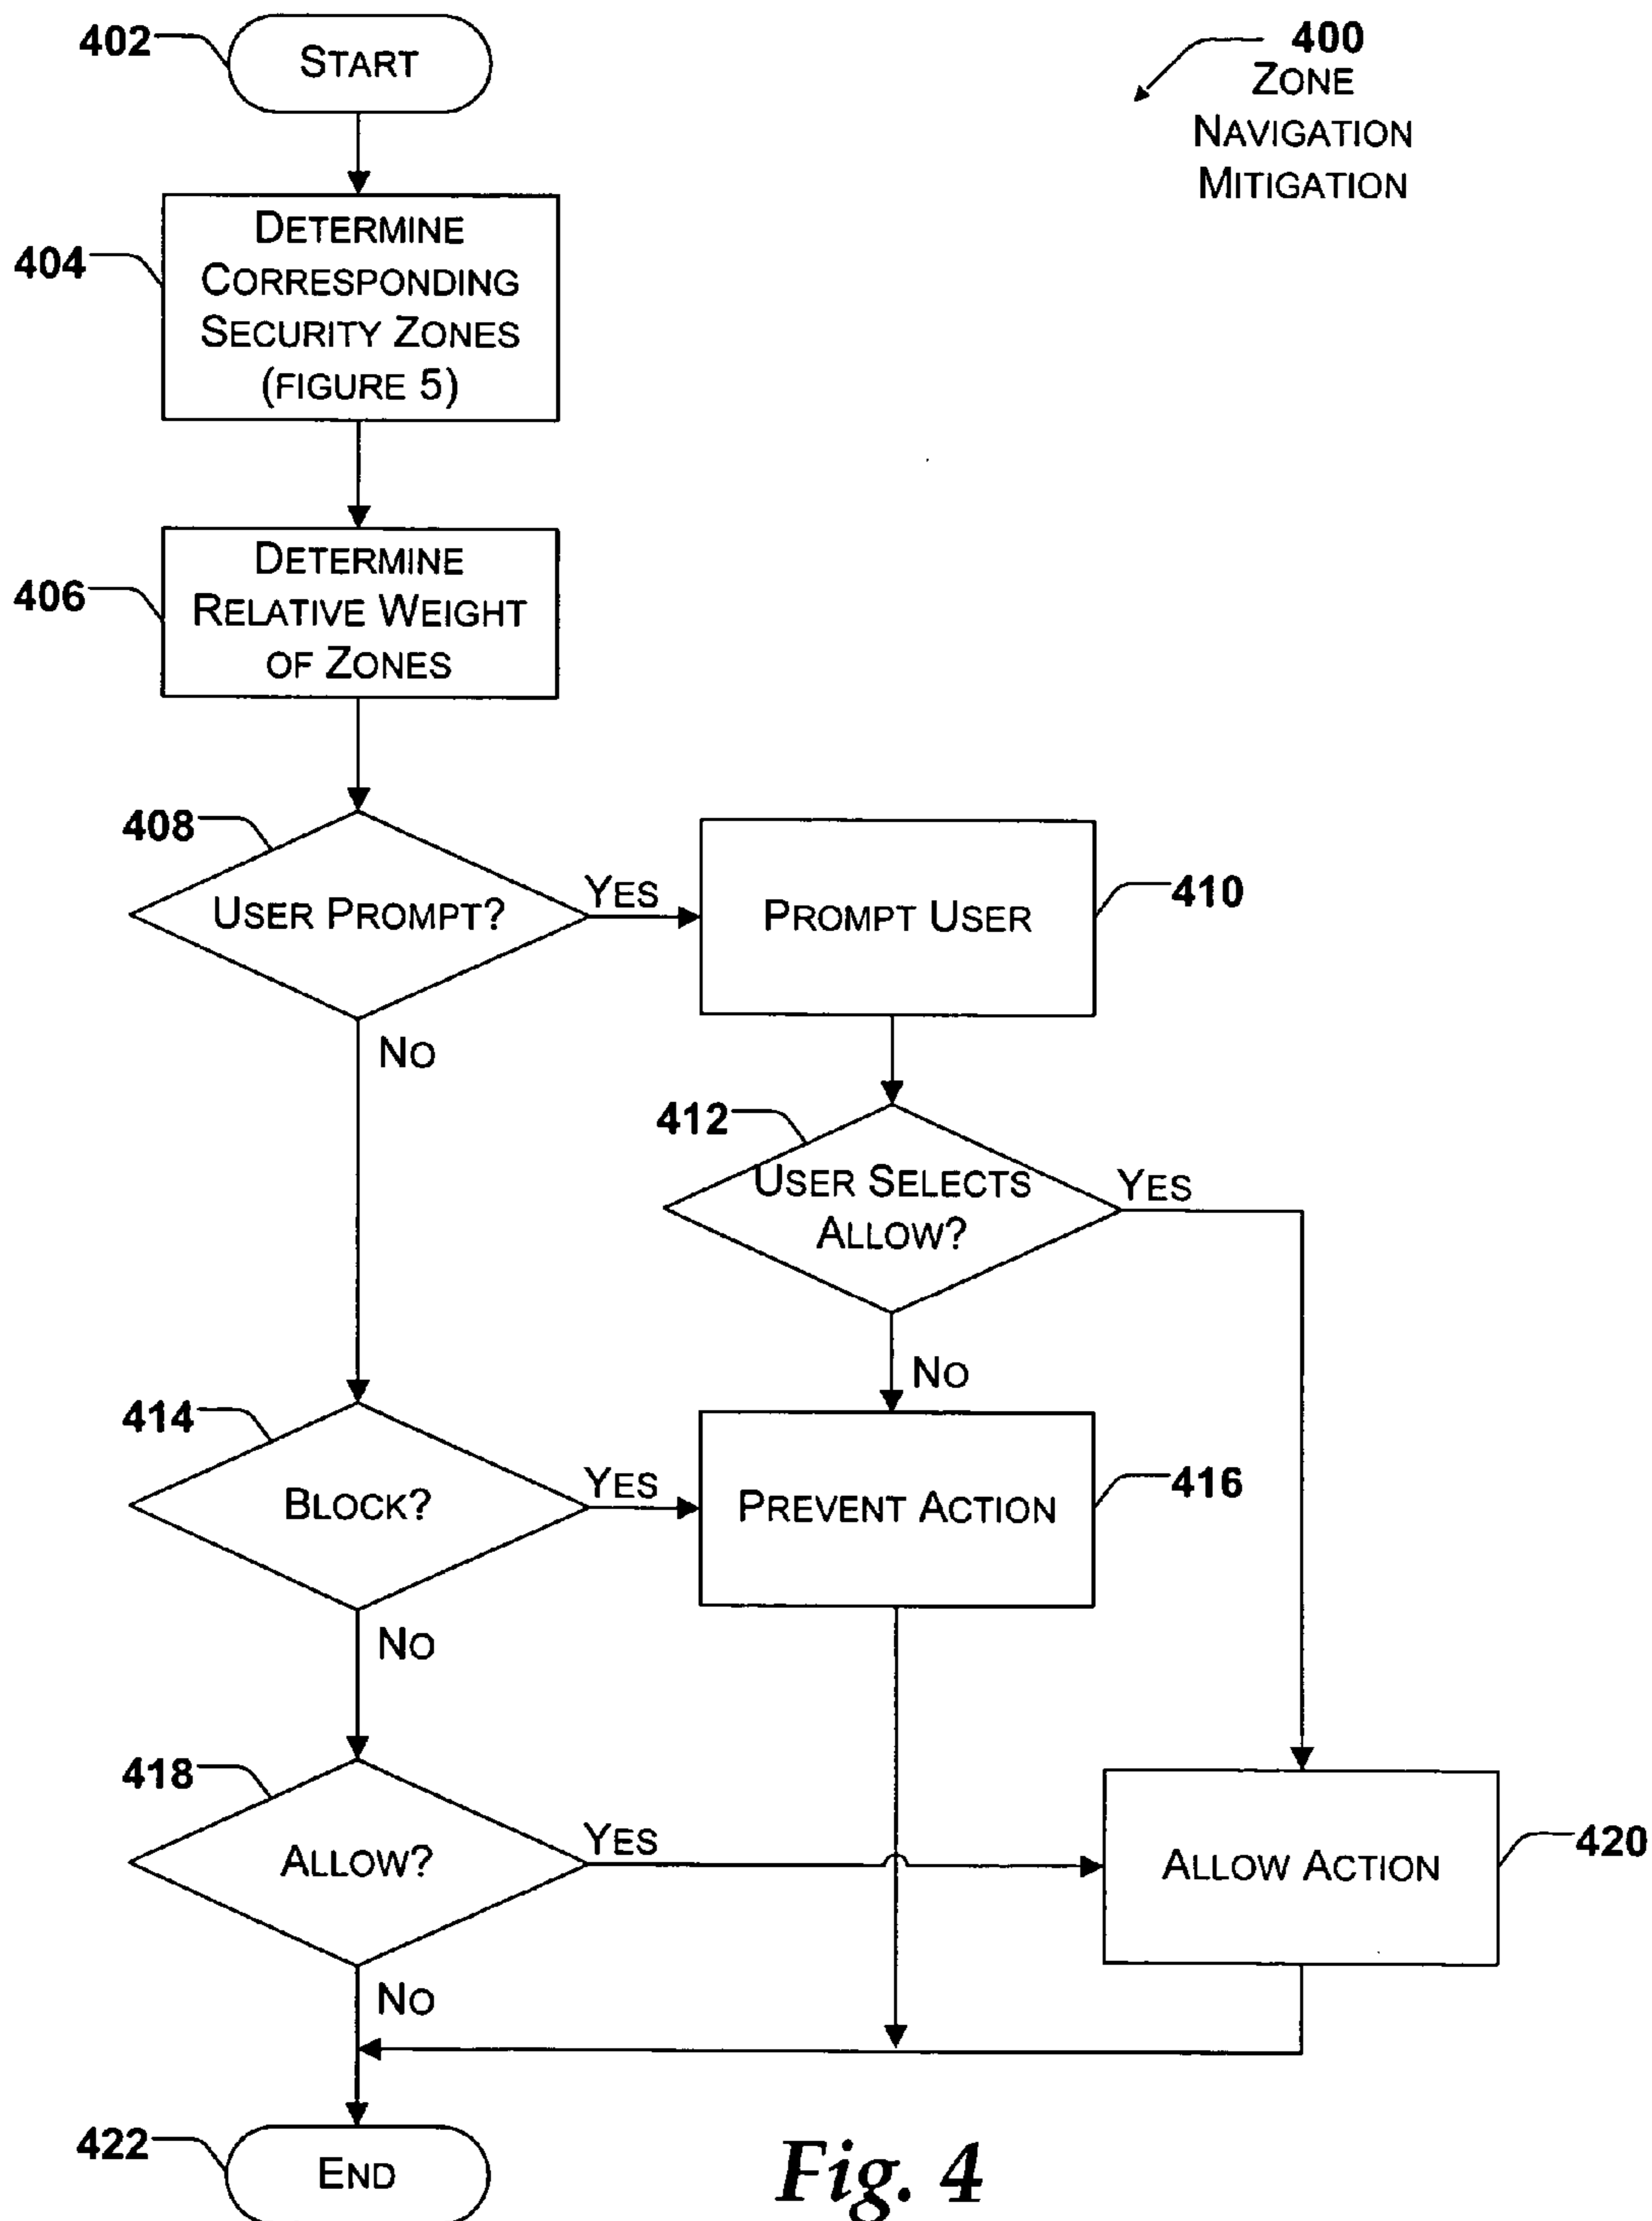 402
START
400
ZONE
NAVIGATION
MITIGATION
404
DETERMINE
CORRESPONDING
SECURITY ZONES
(FIGURE 5)
406
DETERMINE
RELATIVE WEIGHT
OF ZONES
408
USER PROMPT?
YES
PROMPT USER
410
NO
412
USER SELECTS
ALLOW?
YES
NO
414
BLOCK?
YES
PREVENT ACTION
416
NO
418
ALLOW?
YES
ALLOW ACTION
420
NO
422
END
Fig. 4